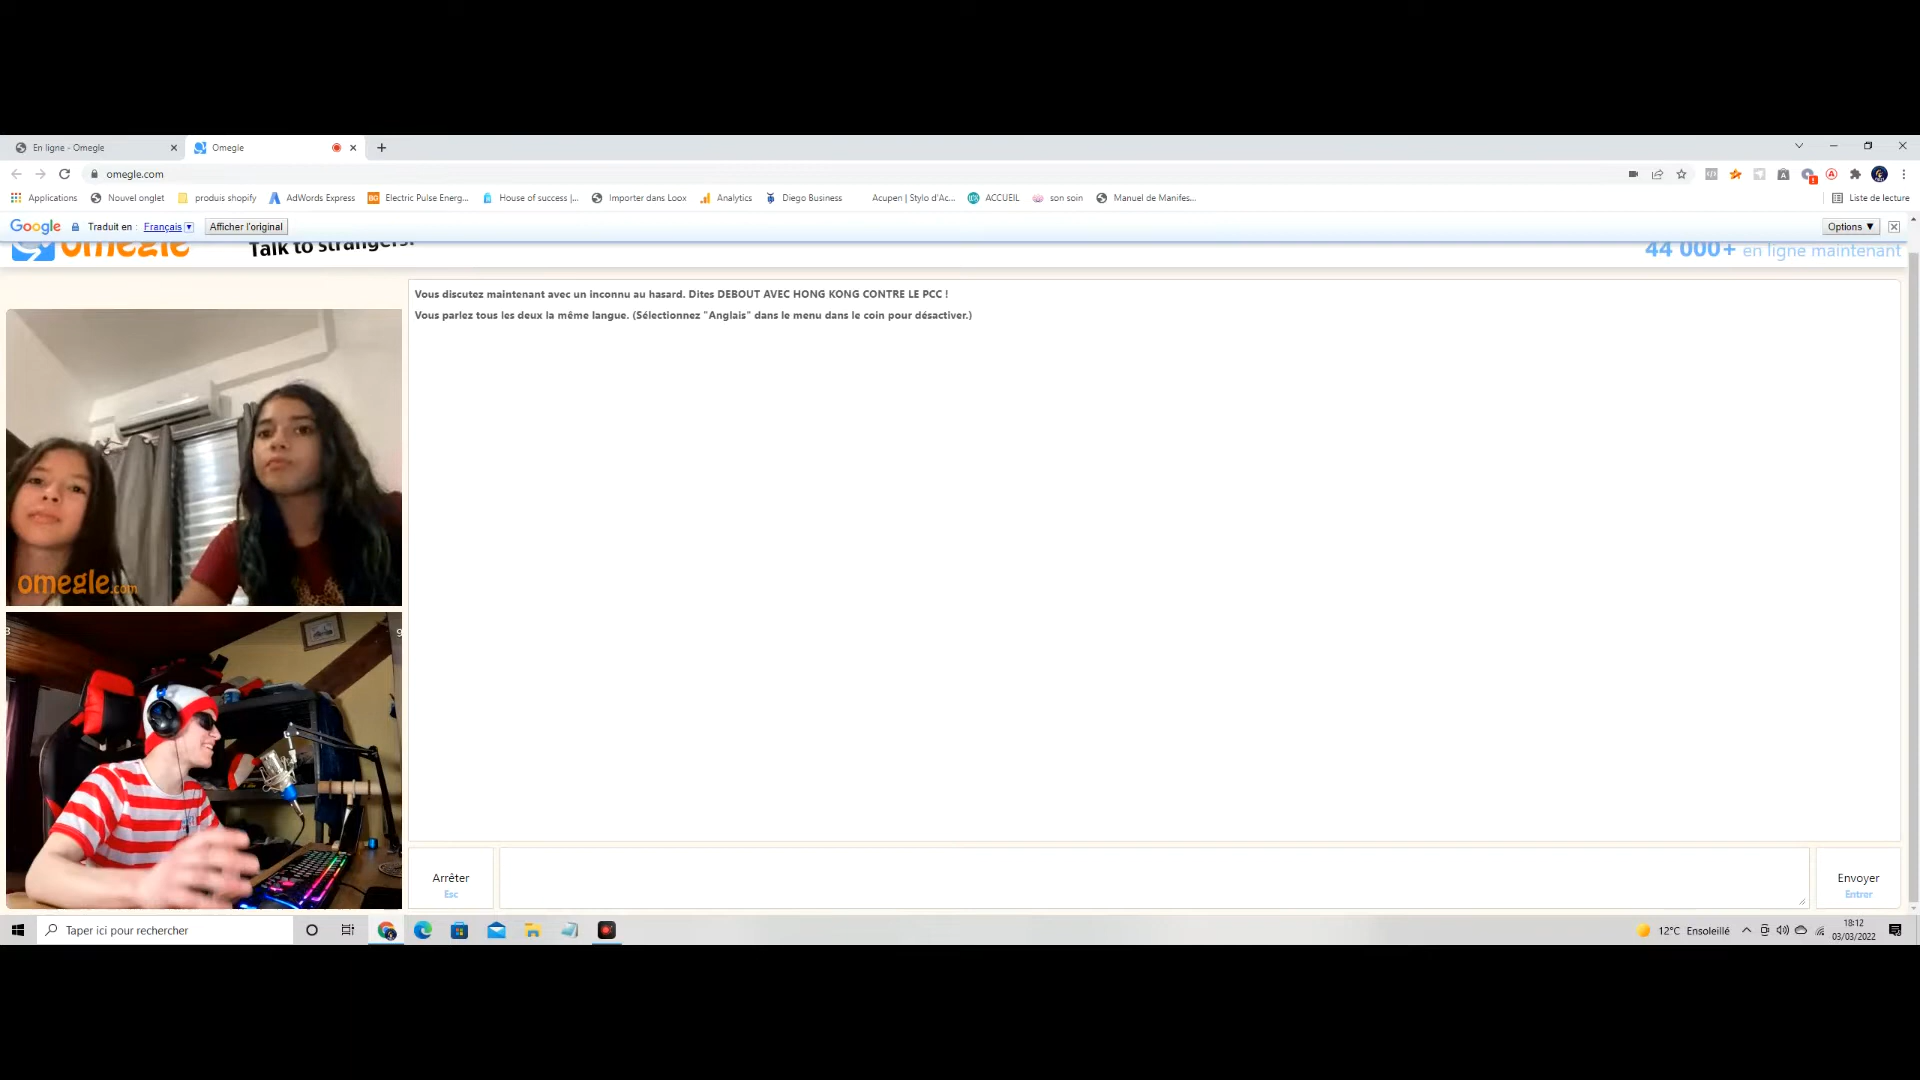 En ligne - Omegle
Omegle
omegle.com
Applications
Nouvel onglet
produis shopify
AdWords Express
Electric Pulse Energ...
House of success |...
Importer dans Loox
Analytics
Diego Business
Acupen | Stylo d'Ac...
ACCUEIL
son soin
Manuel de Manifes...
Liste de lecture
Google
Traduit en :
Français
Afficher l'original
Options ▼
omegle
Talk to strangers!
44 000+ en ligne maintenant
Vous discutez maintenant avec un inconnu au hasard. Dites DEBOUT AVEC HONG KONG CONTRE LE PCC !
Vous parlez tous les deux la même langue. (Sélectionnez "Anglais" dans le menu dans le coin pour désactiver.)
omegle.com
Arrêter
Esc
Envoyer
Entrer
Taper ici pour rechercher
12°C Ensoleillé
18:12
03/03/2022